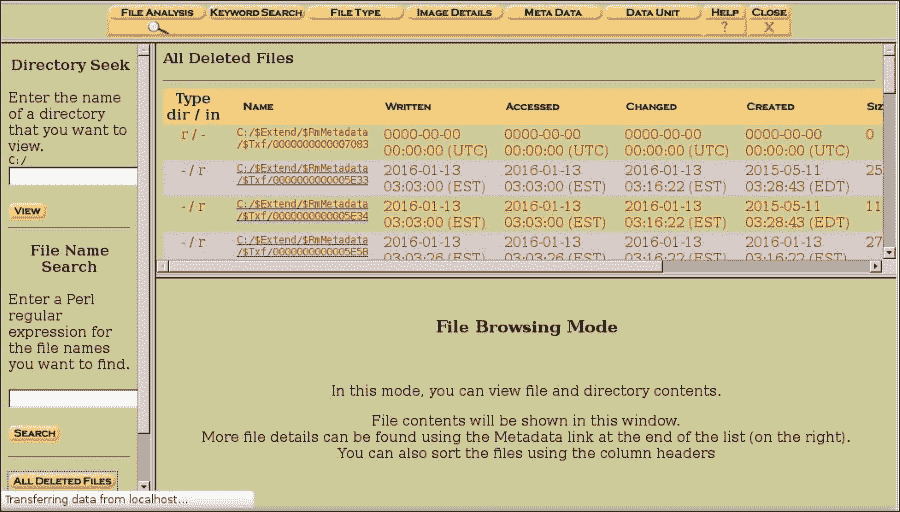 FILE ANALYSIS KEYWORD SEARCH FILE TYPE IMAGE DETAILS META DATA DATA UNIT HELP CLOSE
? X
Directory Seek
Enter the name
of a directory
that you want to
view.
C:/
VIEW
File Name
Search
Enter a Perl
regular
expression for
the file names
you want to find.
SEARCH
ALL DELETED FILES
Transferring data from localhost...
All Deleted Files
Type
dir / in
NAME WRITTEN ACCESSED CHANGED CREATED SIZ
r / - C:/$Extend/$RmMetadata 0000-00-00 0000-00-00 0000-00-00 0000-00-00 0
/$Txf/0000000000007083 00:00:00 (UTC) 00:00:00 (UTC) 00:00:00 (UTC) 00:00:00 (UTC)
- / r C:/$Extend/$RmMetadata 2016-01-13 2016-01-13 2016-01-13 2015-05-11 25
/$Txf/0000000000005E33 03:03:00 (EST) 03:03:00 (EST) 03:16:22 (EST) 03:28:43 (EDT)
- / r C:/$Extend/$RmMetadata 2016-01-13 2016-01-13 2016-01-13 2015-05-11 11
/$Txf/0000000000005E34 03:03:00 (EST) 03:03:00 (EST) 03:16:22 (EST) 03:28:43 (EDT)
- / r C:/$Extend/$RmMetadata 2016-01-13 2016-01-13 2016-01-13 2016-01-13 27
/$Txf/0000000000005E5B 03:03:26 (EST) 03:03:26 (EST) 03:16:22 (EST) 03:16:22 (EST)
File Browsing Mode
In this mode, you can view file and directory contents.
File contents will be shown in this window.
More file details can be found using the Metadata link at the end of the list (on the right).
You can also sort the files using the column headers